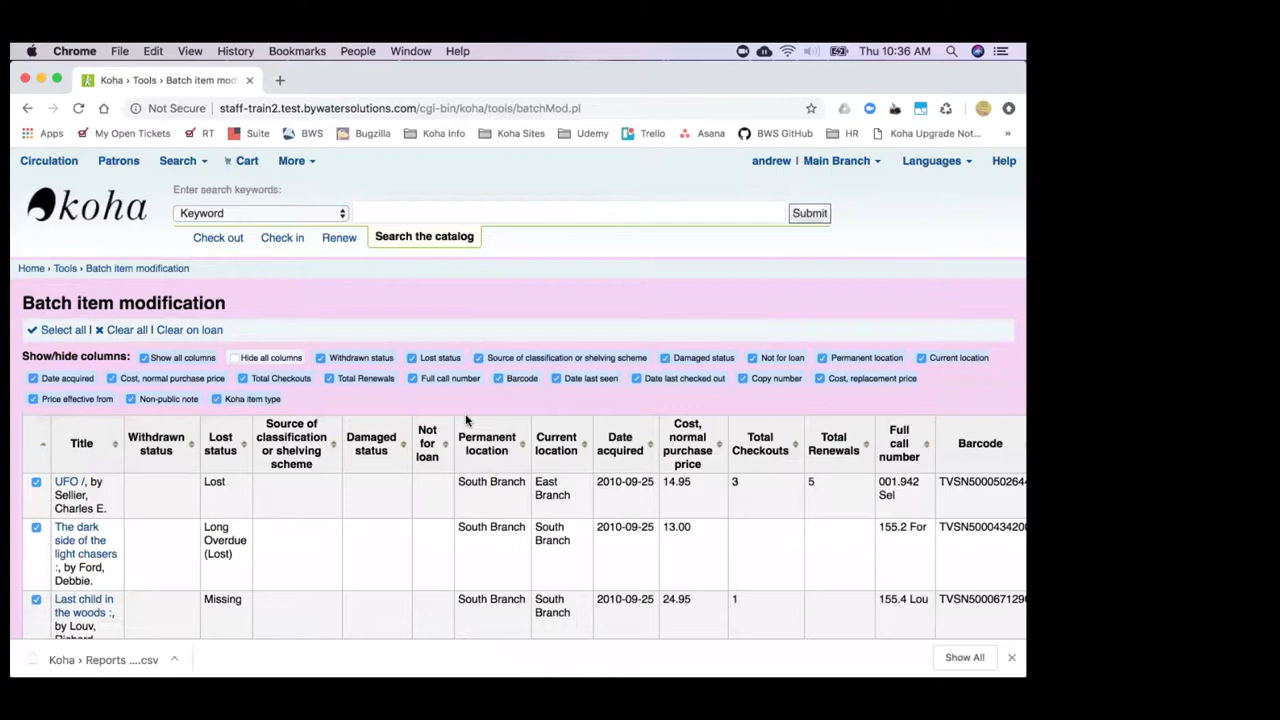 Chrome File Edit View History Bookmarks People Window Help Thu 10:36 AM
Koha › Tools › Batch item mod
Not Secure staff-train2.test.bywatersolutions.com/cgi-bin/koha/tools/batchMod.pl
Apps My Open Tickets RT Suite BWS Bugzilla Koha Info Koha Sites Udemy Trello Asana BWS GitHub HR Koha Upgrade Not... »
Circulation Patrons Search Cart More andrew | Main Branch Languages Help
koha
Enter search keywords:
Keyword Submit
Check out Check in Renew Search the catalog
Home › Tools › Batch item modification
Batch item modification
Select all | Clear all | Clear on loan
Show/hide columns: Show all columns Hide all columns Withdrawn status Lost status Source of classification or shelving scheme Damaged status Not for loan Permanent location Current location
Date acquired Cost, normal purchase price Total Checkouts Total Renewals Full call number Barcode Date last seen Date last checked out Copy number Cost, replacement price
Price effective from Non-public note Koha item type
Title Withdrawn status Lost status Source of classification or shelving scheme Damaged status Not for loan Permanent location Current location Date acquired Cost, normal purchase price Total Checkouts Total Renewals Full call number Barcode
UFO /, by Sellier, Charles E. Lost South Branch East Branch 2010-09-25 14.95 3 5 001.942 Sel TVSN5000502644
The dark side of the light chasers :, by Ford, Debbie. Long Overdue (Lost) South Branch South Branch 2010-09-25 13.00 155.2 For TVSN5000434200
Last child in the woods :, by Louv, Missing South Branch South Branch 2010-09-25 24.95 1 155.4 Lou TVSN500067129
Koha › Reports ....csv Show All